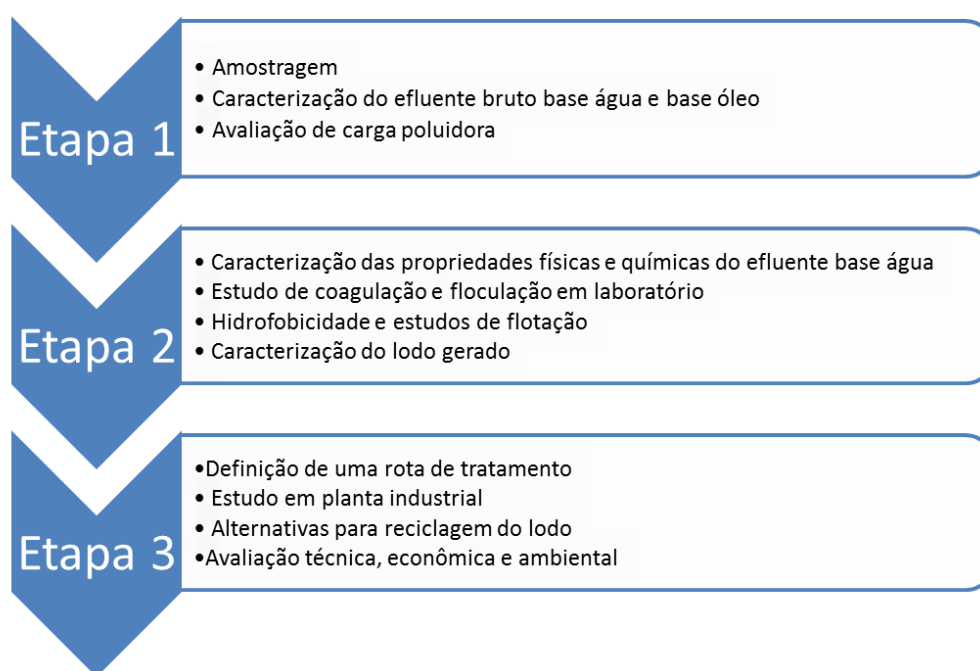 Etapa 1
• Amostragem
• Caracterização do efluente bruto base água e base óleo
• Avaliação de carga poluidora
Etapa 2
• Caracterização das propriedades físicas e químicas do efluente base água
• Estudo de coagulação e floculação em laboratório
• Hidrofobicidade e estudos de flotação
• Caracterização do lodo gerado
Etapa 3
•Definição de uma rota de tratamento
• Estudo em planta industrial
• Alternativas para reciclagem do lodo
•Avaliação técnica, econômica e ambiental